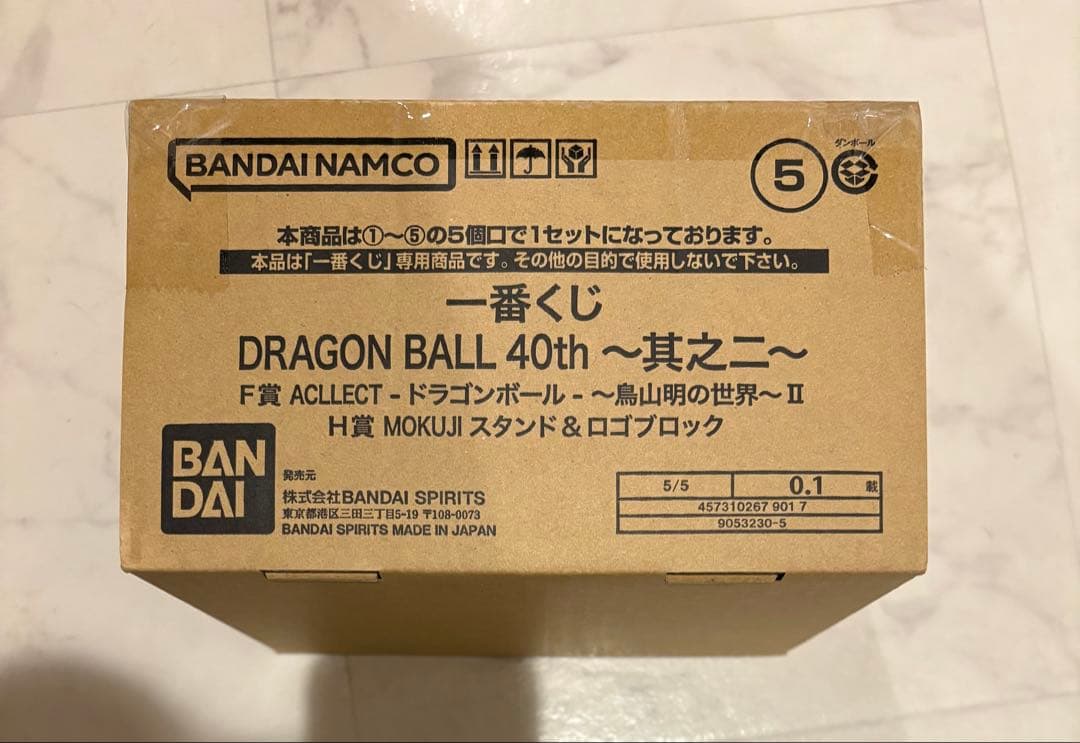 BANDAI NAMCO
5
ダンボール
本商品は①～⑤の5個口で1セットになっております。
本品は「一番くじ」専用商品です。その他の目的で使用しないで下さい。
一番くじ
DRAGON BALL 40th ～其之二～
F賞 ACLLECT -ドラゴンボール- ～鳥山明の世界～Ⅱ
H賞 MOKUJI スタンド＆ロゴブロック
BAN
DAI
発売元
株式会社BANDAI SPIRITS
東京都港区三田三丁目5-19 〒108-0073
BANDAI SPIRITS MADE IN JAPAN
5/5 0.1 載
457310267 901 7
9053230-5